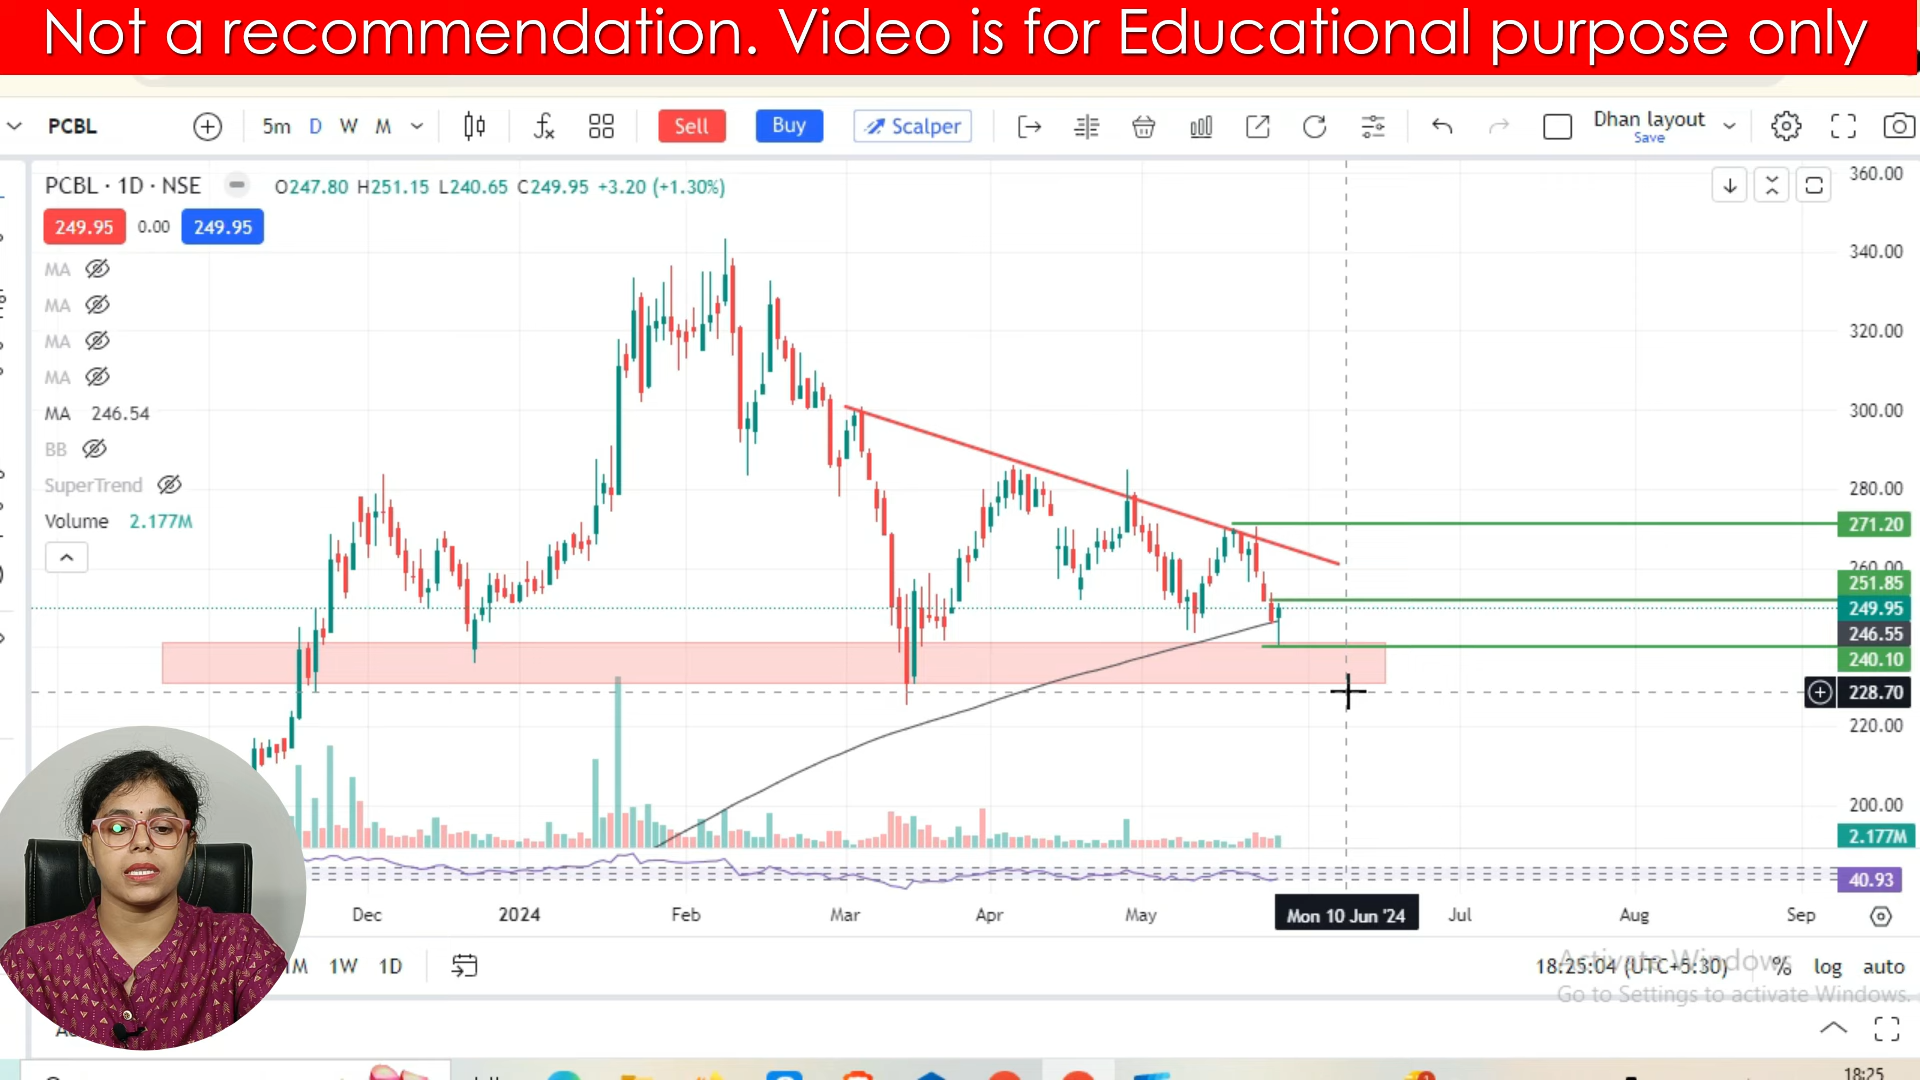 Not a recommendation. Video is for Educational purpose only
PCBL 5m D W M Sell Buy Scalper Dhan layout
Save
PCBL · 1D · NSE O247.80 H251.15 L240.65 C249.95 +3.20 (+1.30%)
249.95 0.00 249.95
MA
MA
MA
MA
MA 246.54
BB
SuperTrend
Volume 2.177M
360.00
340.00
320.00
300.00
280.00
271.20
260.00
251.85
249.95
246.55
240.10
228.70
220.00
200.00
2.177M
40.93
Dec 2024 Feb Mar Apr May Mon 10 Jun '24 Jul Aug Sep
1M 1W 1D 18:25:04 (UTC+5:30) % log auto
Activate Windows
Go to Settings to activate Windows.
18:25